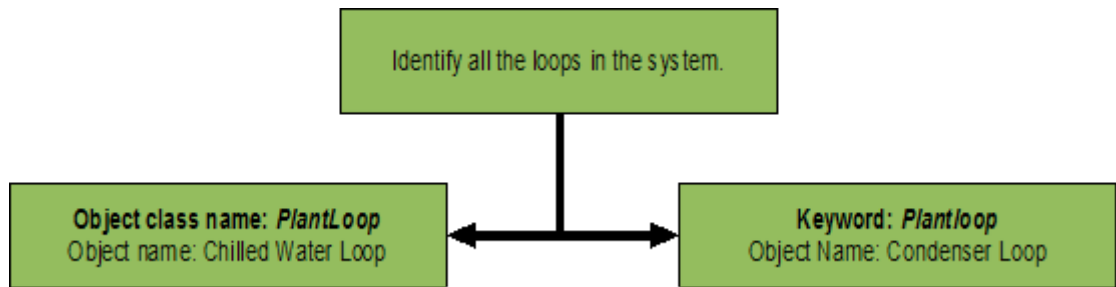 Identify all the loops in the system.
Object class name: PlantLoop
Object name: Chilled Water Loop
Keyword: Plantloop
Object Name: Condenser Loop